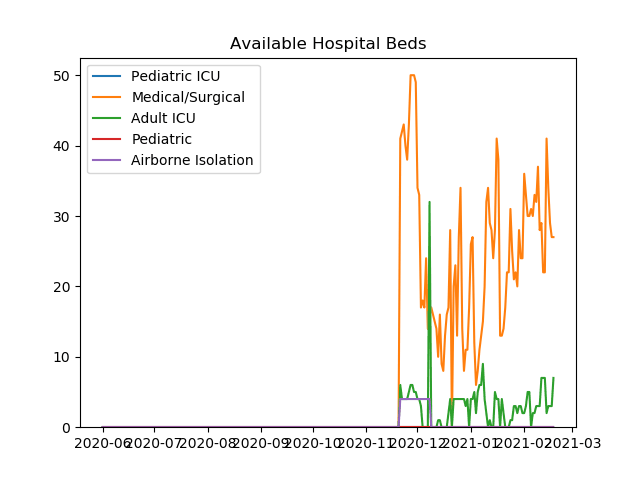 Available Hospital Beds
50
40
30
20
10
0
Pediatric ICU
Medical/Surgical
Adult ICU
Pediatric
Airborne Isolation
2020-06 2020-07 2020-08 2020-09 2020-10 2020-11 2020-12 2021-01 2021-02 2021-03